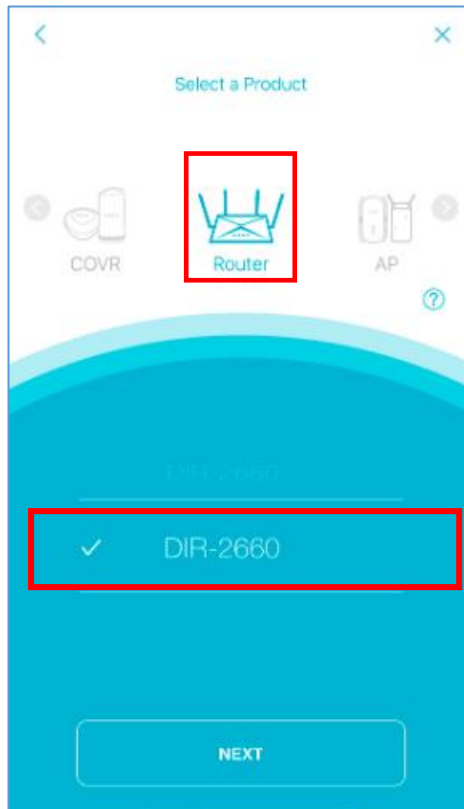 Select a Product
COVR
Router
AP
?
DIR-2660
DIR-2660
NEXT